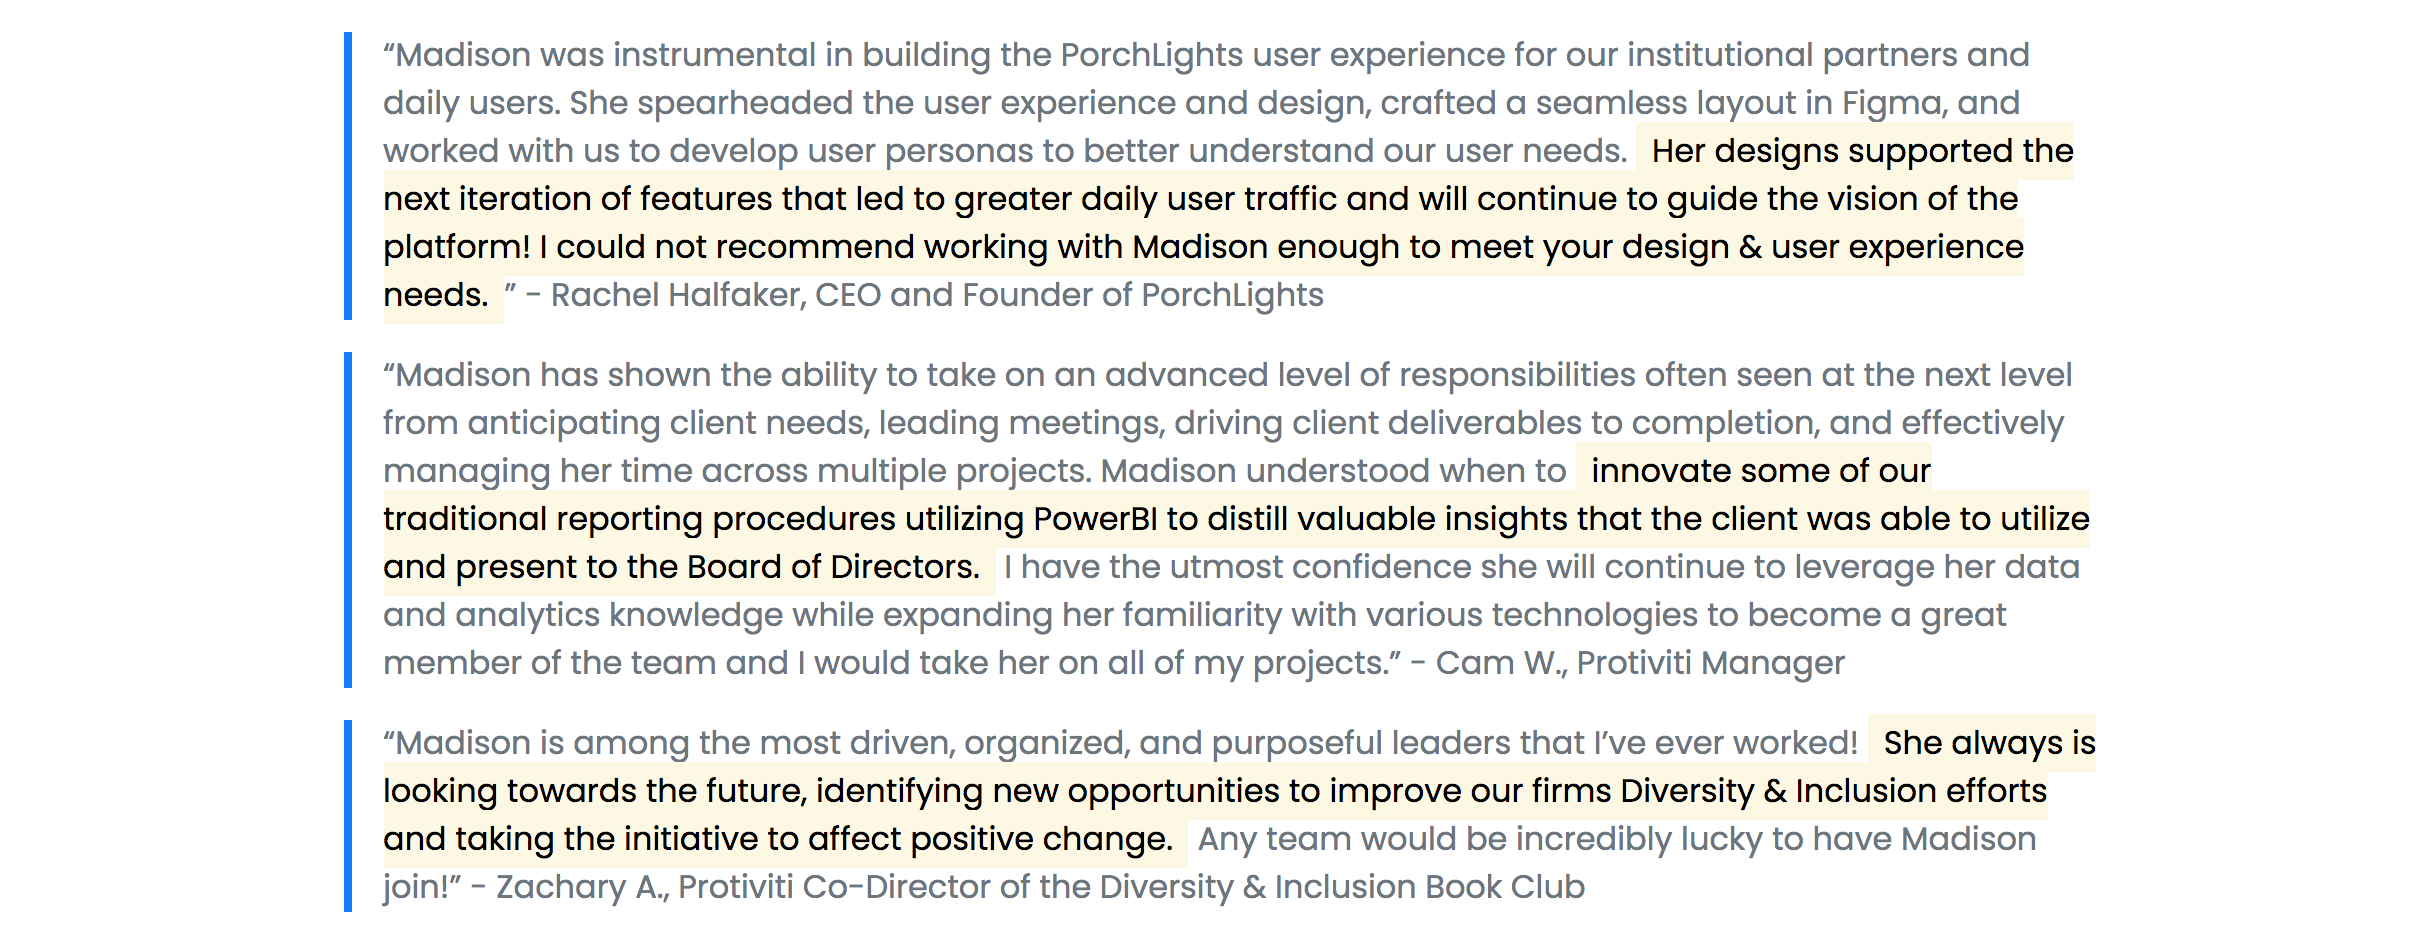 “Madison was instrumental in building the PorchLights user experience for our institutional partners and
daily users. She spearheaded the user experience and design, crafted a seamless layout in Figma, and
worked with us to develop user personas to better understand our user needs. Her designs supported the
next iteration of features that led to greater daily user traffic and will continue to guide the vision of the
platform! I could not recommend working with Madison enough to meet your design & user experience
needs. ” - Rachel Halfaker, CEO and Founder of PorchLights
“Madison has shown the ability to take on an advanced level of responsibilities often seen at the next level
from anticipating client needs, leading meetings, driving client deliverables to completion, and effectively
managing her time across multiple projects. Madison understood when to innovate some of our
traditional reporting procedures utilizing PowerBI to distill valuable insights that the client was able to utilize
and present to the Board of Directors. I have the utmost confidence she will continue to leverage her data
and analytics knowledge while expanding her familiarity with various technologies to become a great
member of the team and I would take her on all of my projects.” - Cam W., Protiviti Manager
“Madison is among the most driven, organized, and purposeful leaders that I’ve ever worked! She always is
looking towards the future, identifying new opportunities to improve our firms Diversity & Inclusion efforts
and taking the initiative to affect positive change. Any team would be incredibly lucky to have Madison
join!” - Zachary A., Protiviti Co-Director of the Diversity & Inclusion Book Club